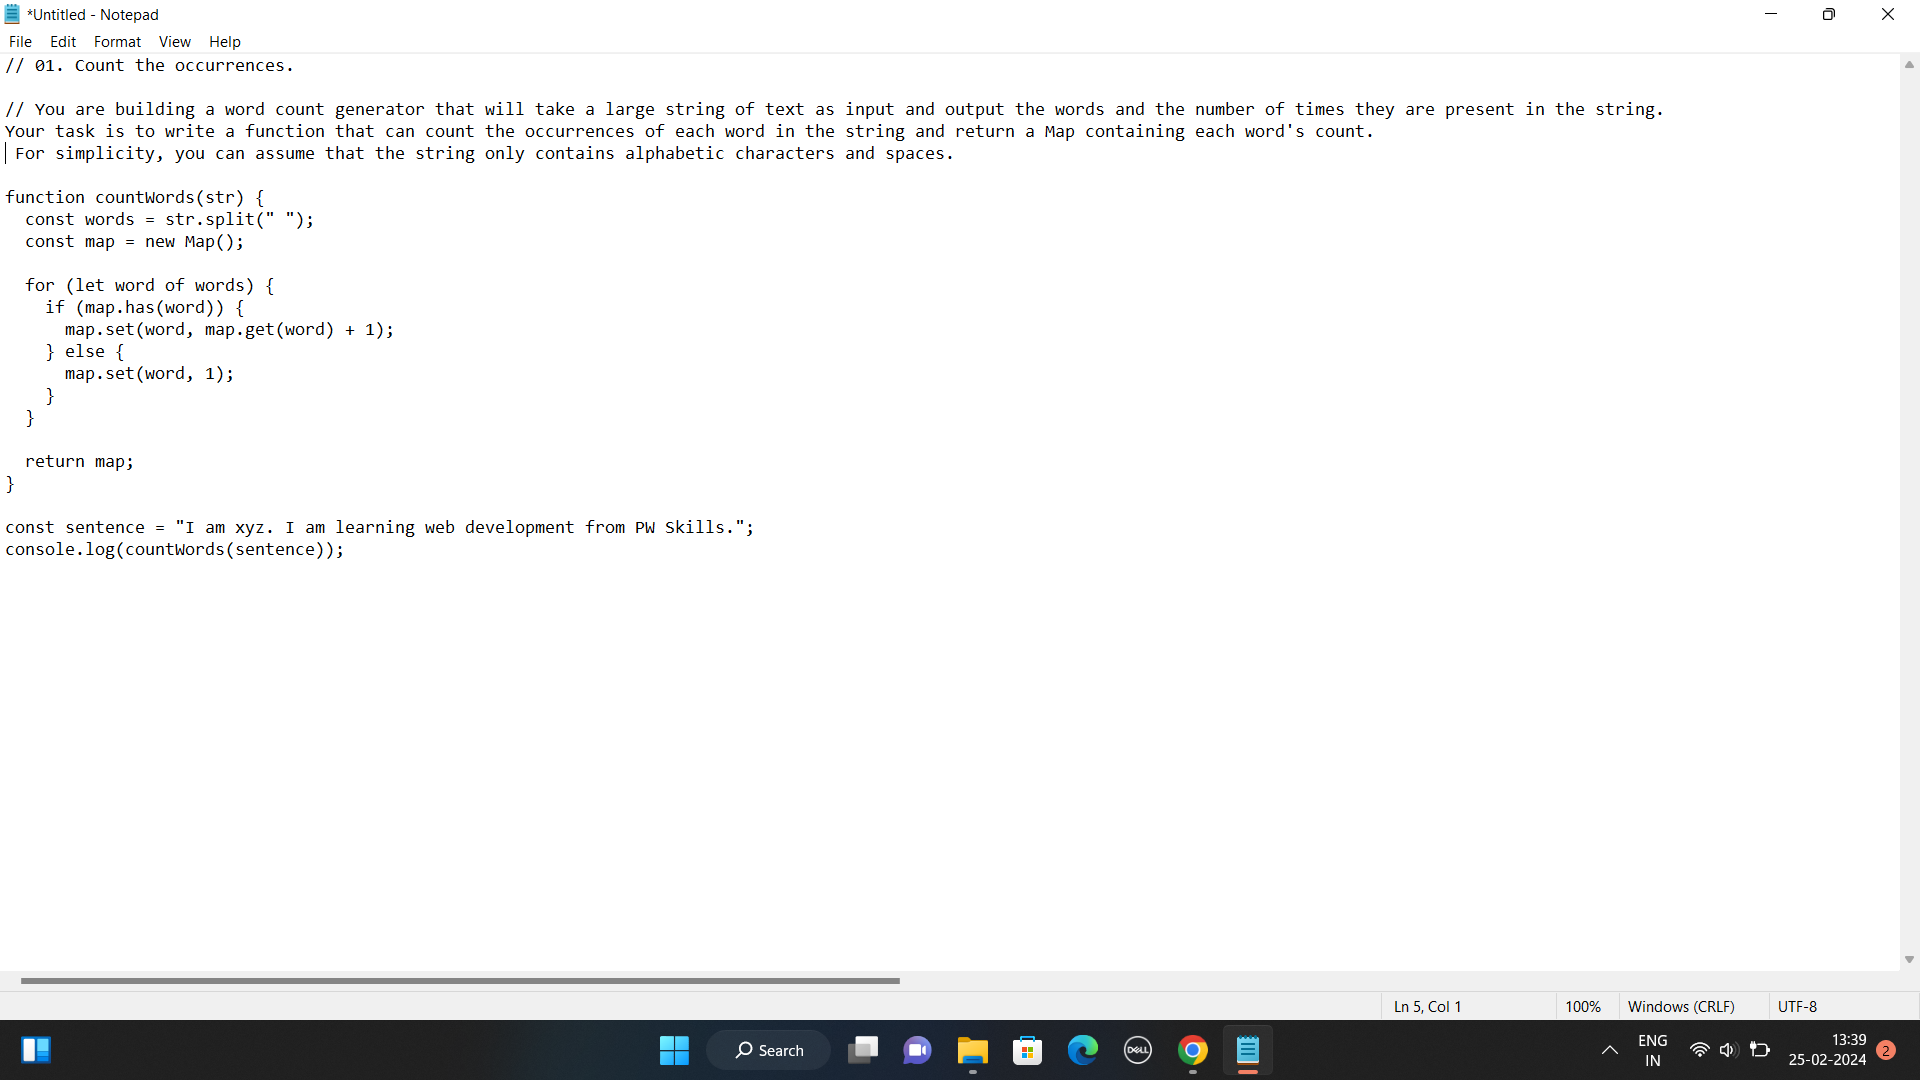 *Untitled - Notepad
File Edit Format View Help
// 01. Count the occurrences.

// You are building a word count generator that will take a large string of text as input and output the words and the number of times they are present in the string.
Your task is to write a function that can count the occurrences of each word in the string and return a Map containing each word's count.
 For simplicity, you can assume that the string only contains alphabetic characters and spaces.

function countWords(str) {
  const words = str.split(" ");
  const map = new Map();

  for (let word of words) {
    if (map.has(word)) {
      map.set(word, map.get(word) + 1);
    } else {
      map.set(word, 1);
    }
  }

  return map;
}

const sentence = "I am xyz. I am learning web development from PW Skills.";
console.log(countWords(sentence));
Ln 5, Col 1 100% Windows (CRLF) UTF-8
Search
DELL
ENG
IN
13:39
25-02-2024
2